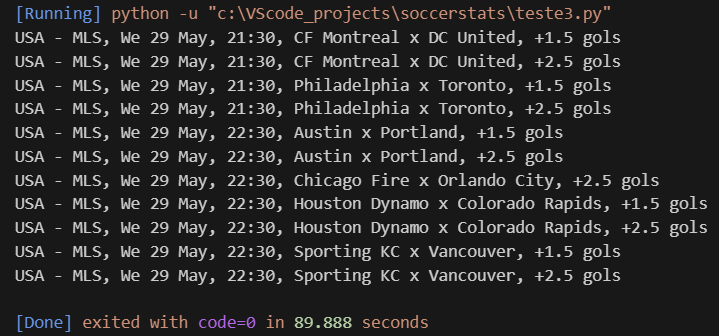 [Running] python -u "c:\VScode_projects\soccerstats\teste3.py"
USA - MLS, We 29 May, 21:30, CF Montreal x DC United, +1.5 gols
USA - MLS, We 29 May, 21:30, CF Montreal x DC United, +2.5 gols
USA - MLS, We 29 May, 21:30, Philadelphia x Toronto, +1.5 gols
USA - MLS, We 29 May, 21:30, Philadelphia x Toronto, +2.5 gols
USA - MLS, We 29 May, 22:30, Austin x Portland, +1.5 gols
USA - MLS, We 29 May, 22:30, Austin x Portland, +2.5 gols
USA - MLS, We 29 May, 22:30, Chicago Fire x Orlando City, +2.5 gols
USA - MLS, We 29 May, 22:30, Houston Dynamo x Colorado Rapids, +1.5 gols
USA - MLS, We 29 May, 22:30, Houston Dynamo x Colorado Rapids, +2.5 gols
USA - MLS, We 29 May, 22:30, Sporting KC x Vancouver, +1.5 gols
USA - MLS, We 29 May, 22:30, Sporting KC x Vancouver, +2.5 gols
[Done] exited with code=0 in 89.888 seconds